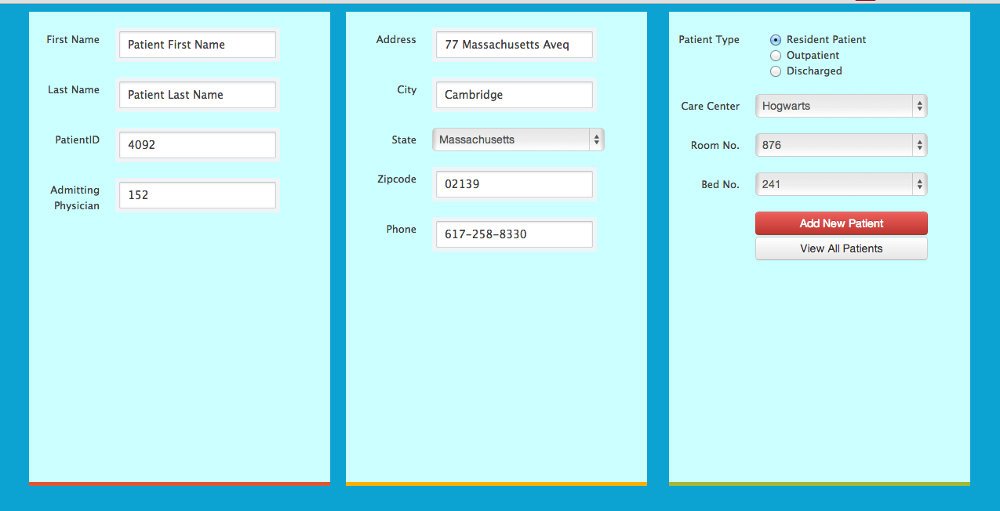 First Name
Patient First Name
Last Name
Patient Last Name
PatientID
4092
Admitting
Physician
152
Address
77 Massachusetts Aveq
City
Cambridge
State
Massachusetts
Zipcode
02139
Phone
617-258-8330
Patient Type
Resident Patient
Outpatient
Discharged
Care Center
Hogwarts
Room No.
876
Bed No.
241
Add New Patient
View All Patients